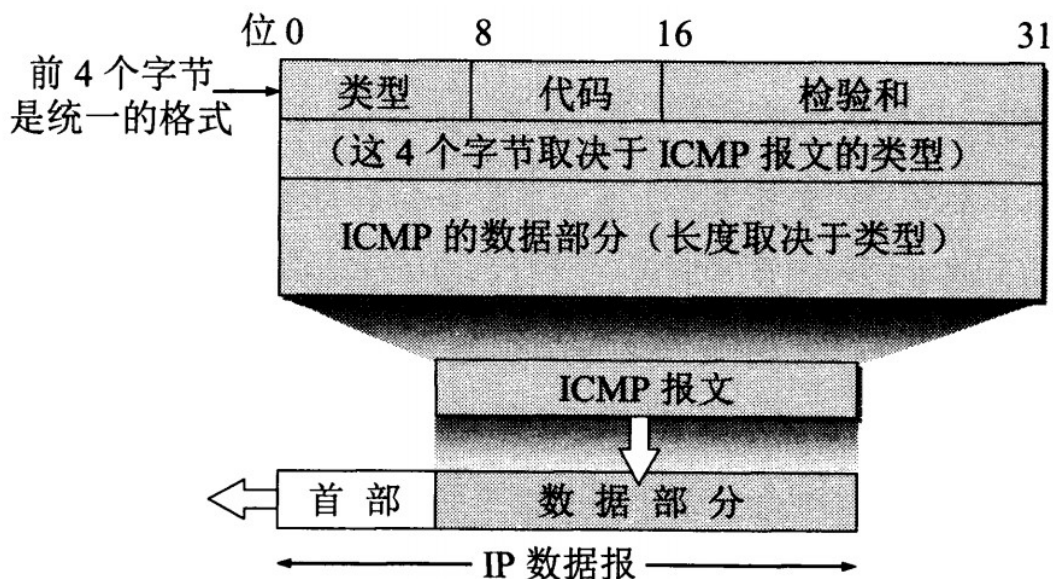 位 0 8 16 31
前 4 个字节
是统一的格式
类型 代码 检验和
（这 4 个字节取决于 ICMP 报文的类型）
ICMP 的数据部分（长度取决于类型）
ICMP 报文
首 部 数 据 部 分
IP 数据报